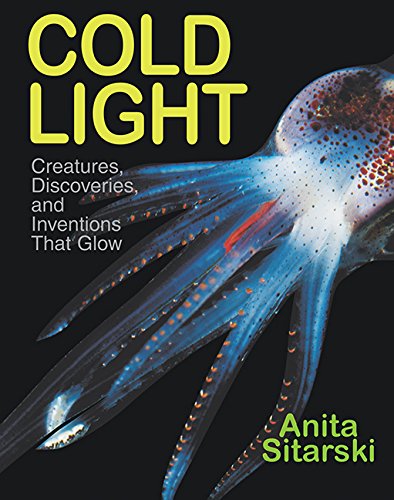 COLD
LIGHT
Creatures,
Discoveries,
and
Inventions
That Glow
Anita
Sitarski